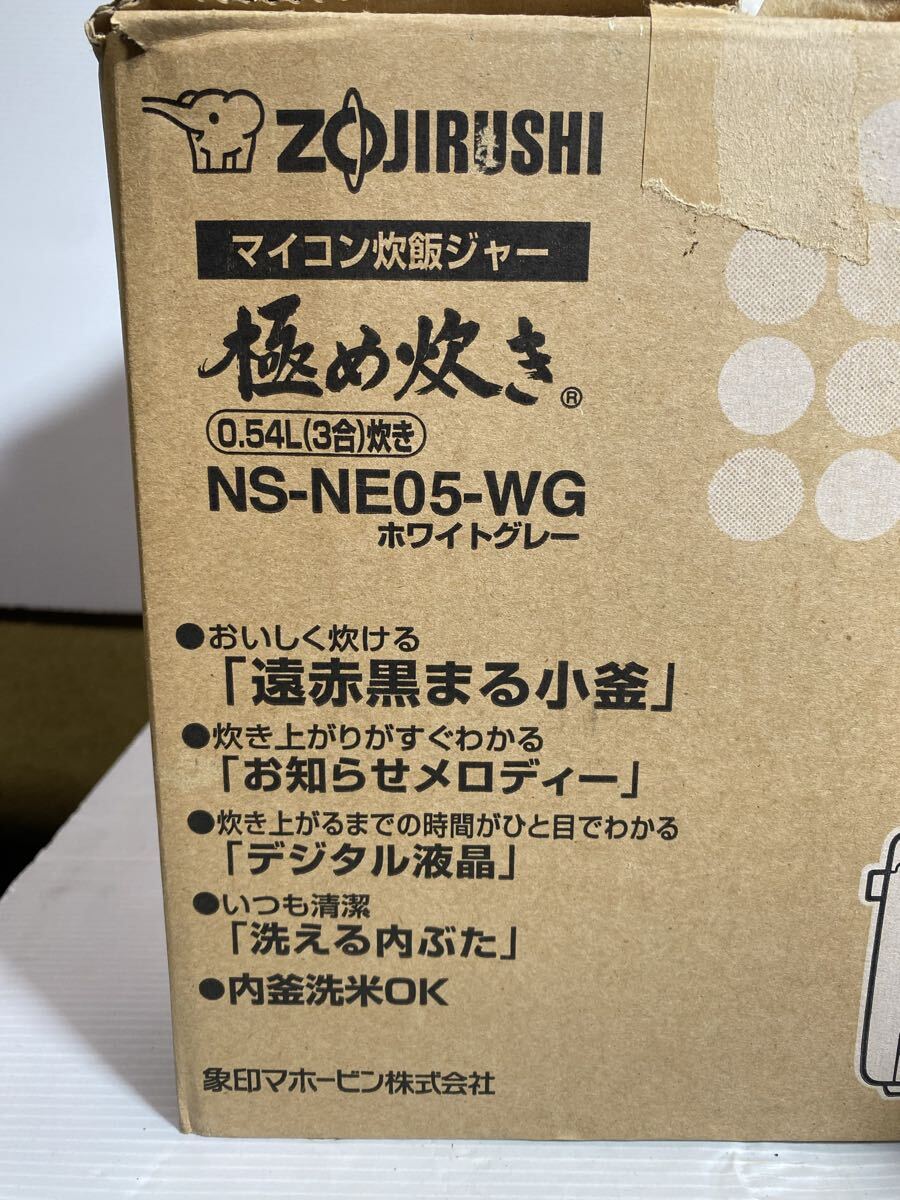 ZOJIRUSHI
マイコン炊飯ジャー
極め炊き®
0.54L(3合)炊き
NS-NE05-WG
ホワイトグレー
●おいしく炊ける
「遠赤黒まる小釜」
●炊き上がりがすぐわかる
「お知らせメロディー」
●炊き上がるまでの時間がひと目でわかる
「デジタル液晶」
●いつも清潔
「洗える内ぶた」
●内釜洗米OK
象印マホービン株式会社